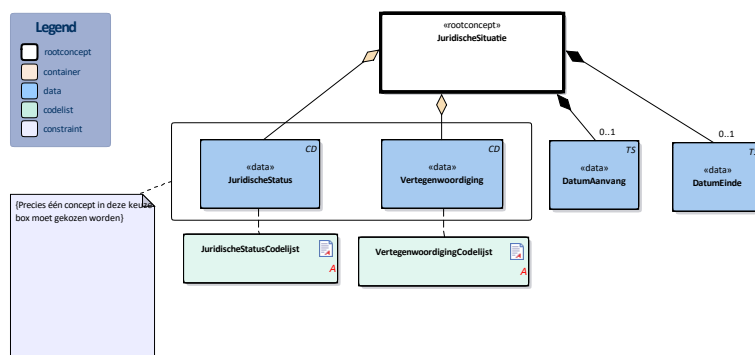 Legend
rootconcept
container
data
codelist
constraint
«rootconcept»
JuridischeSituatie
CD
«data»
JuridischeStatus
CD
«data»
Vertegenwoordiging
0..1
TS
«data»
DatumAanvang
0..1
«data»
DatumEinde
{Precies één concept in deze keuze
box moet gekozen worden}
JuridischeStatusCodelijst
A
VertegenwoordigingCodelijst
A